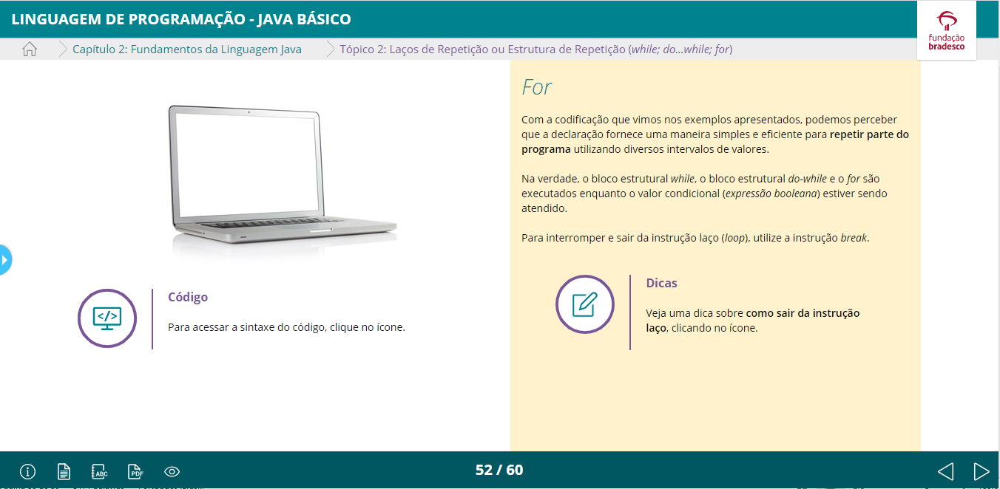 LINGUAGEM DE PROGRAMAÇÃO - JAVA BÁSICO
fundação
bradesco
Capítulo 2: Fundamentos da Linguagem Java
Tópico 2: Laços de Repetição ou Estrutura de Repetição (while; do...while; for)
Código
Para acessar a sintaxe do código, clique no ícone.
For
Com a codificação que vimos nos exemplos apresentados, podemos perceber
que a declaração fornece uma maneira simples e eficiente para repetir parte do
programa utilizando diversos intervalos de valores.
Na verdade, o bloco estrutural while, o bloco estrutural do-while e o for são
executados enquanto o valor condicional (expressão booleana) estiver sendo
atendido.
Para interromper e sair da instrução laço (loop), utilize a instrução break.
Dicas
Veja uma dica sobre como sair da instrução
laço, clicando no ícone.
ABC
PDF
52 / 60